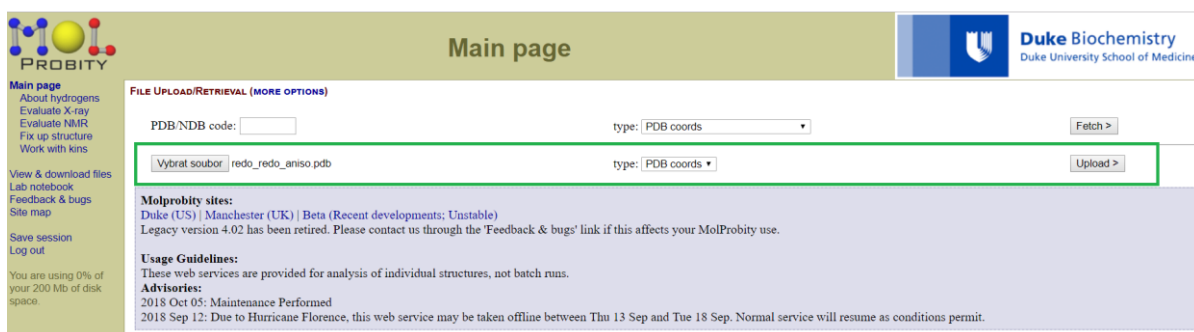 MOL
PROBITY
Main page
Duke Biochemistry
Duke University School of Medicine
Main page
About hydrogens
Evaluate X-ray
Evaluate NMR
Fix up structure
Work with kins
View & download files
Lab notebook
Feedback & bugs
Site map
Save session
Log out
You are using 0% of
your 200 Mb of disk
space.
FILE UPLOAD/RETRIEVAL (MORE OPTIONS)
PDB/NDB code: type: PDB coords Fetch >
Vybrat soubor redo_redo_aniso.pdb type: PDB coords Upload >
Molprobity sites:
Duke (US) | Manchester (UK) | Beta (Recent developments; Unstable)
Legacy version 4.02 has been retired. Please contact us through the 'Feedback & bugs' link if this affects your MolProbity use.
Usage Guidelines:
These web services are provided for analysis of individual structures, not batch runs.
Advisories:
2018 Oct 05: Maintenance Performed
2018 Sep 12: Due to Hurricane Florence, this web service may be taken offline between Thu 13 Sep and Tue 18 Sep. Normal service will resume as conditions permit.